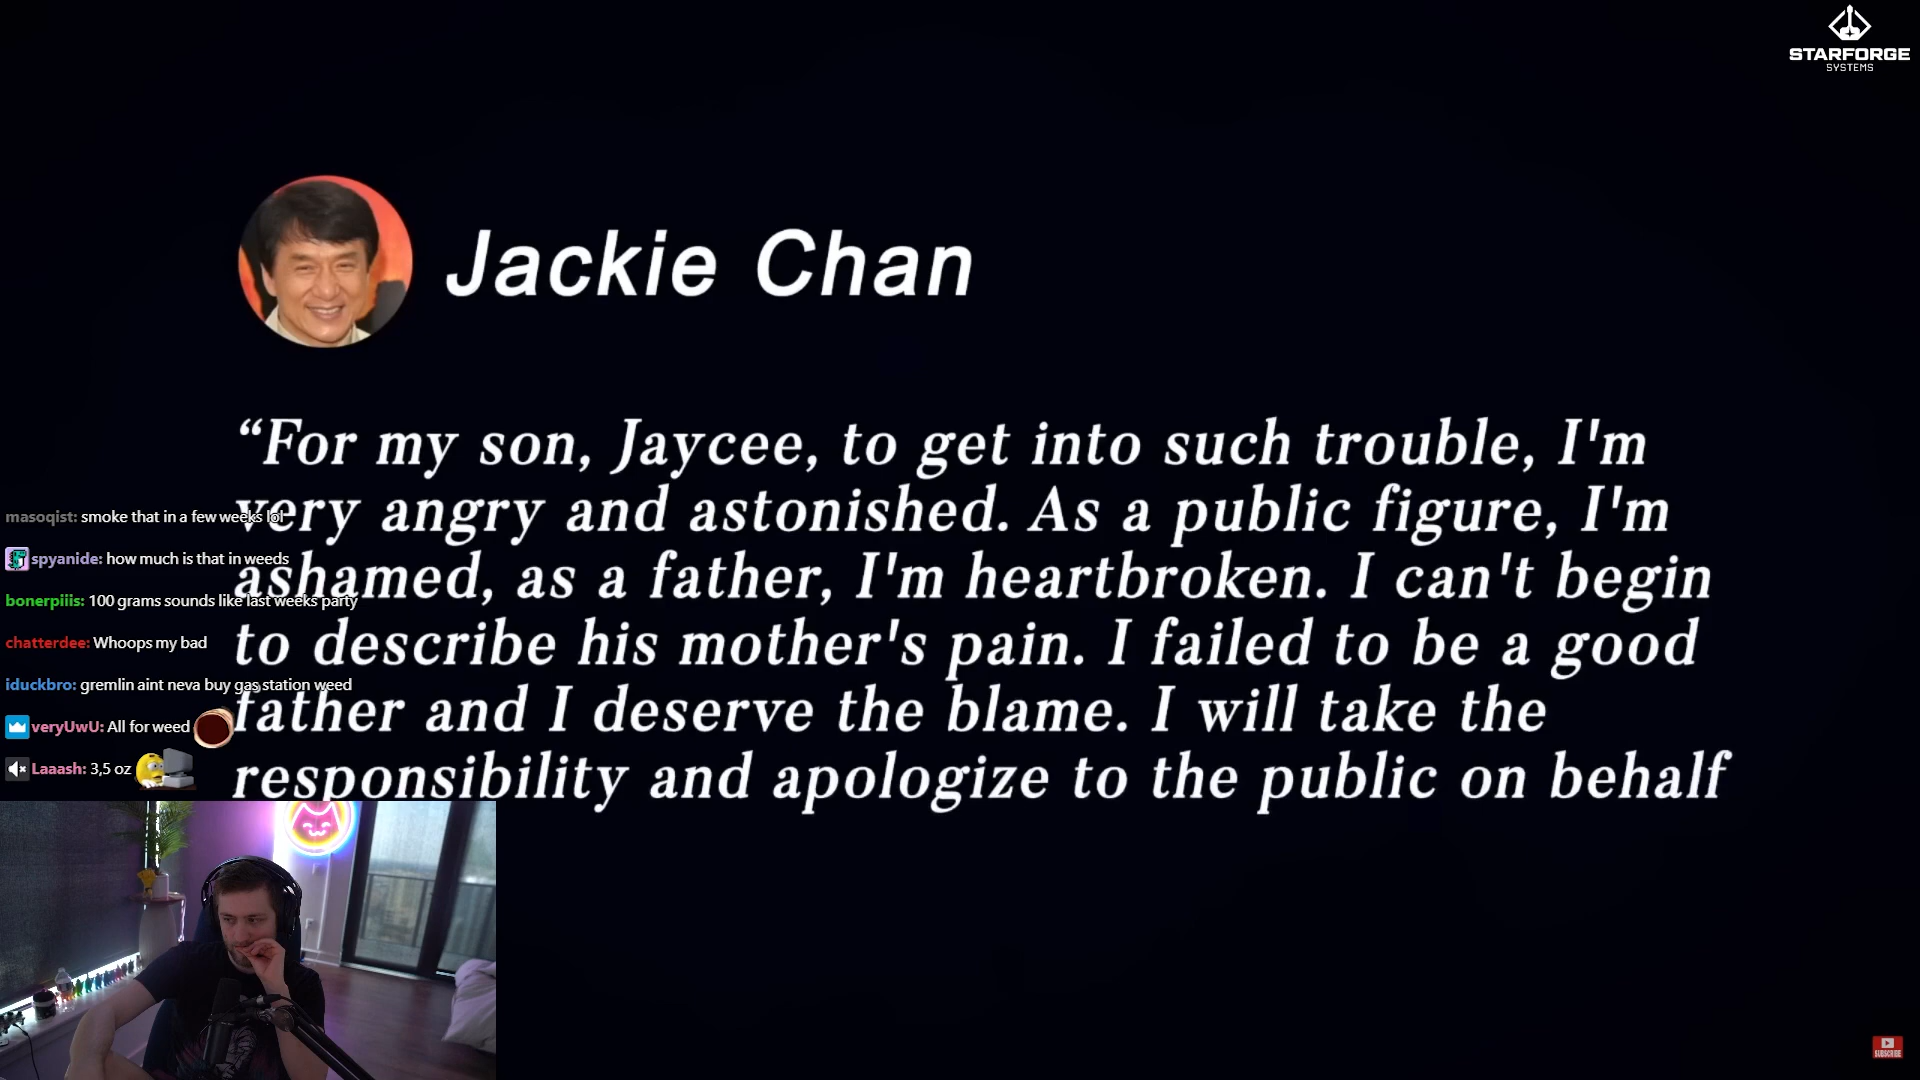 STARFORGE
SYSTEMS
Jackie Chan
“For my son, Jaycee, to get into such trouble, I'm
very angry and astonished. As a public figure, I'm
ashamed, as a father, I'm heartbroken. I can't begin
to describe his mother's pain. I failed to be a good
father and I deserve the blame. I will take the
responsibility and apologize to the public on behalf
masoqist: smoke that in a few weeks lol
spyanide: how much is that in weeds
bonerpiiis: 100 grams sounds like last weeks party
chatterdee: Whoops my bad
iduckbro: gremlin aint neva buy gas station weed
veryUwU: All for weed
Laaash: 3,5 oz
SUBSCRIBE